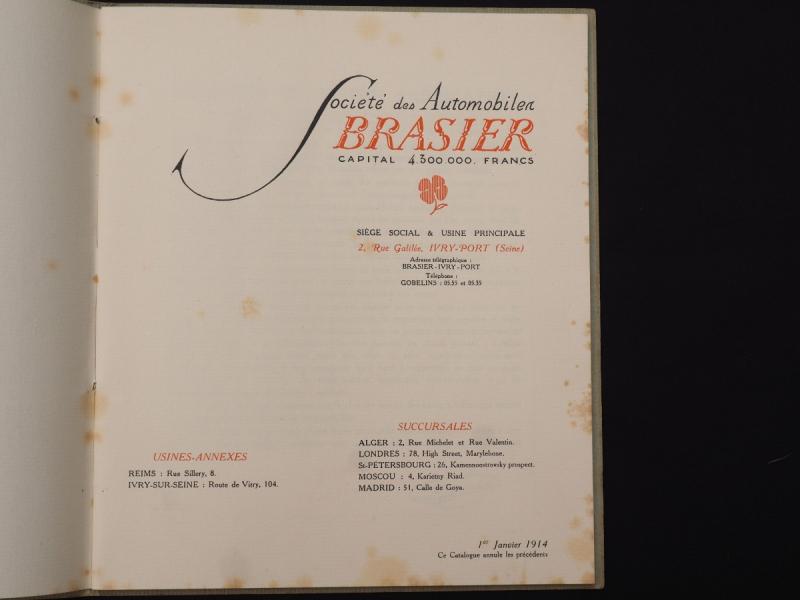 Société des Automobiles
BRASIER
CAPITAL 4.300.000. FRANCS
SIÈGE SOCIAL & USINE PRINCIPALE
2, Rue Galilée, IVRY-PORT (Seine)
Adresse télégraphique :
BRASIER-IVRY-PORT
Téléphone :
GOBELINS : 05.55 et 05.35
SUCCURSALES
ALGER : 2, Rue Michelet et Rue Valentin.
LONDRES : 78, High Street, Marylebone.
St-PÉTERSBOURG : 26, Kamennoostrowsky prospect.
MOSCOU : 4, Karietny Riad.
MADRID : 51, Calle de Goya.
USINES-ANNEXES
REIMS : Rue Sillery, 8.
IVRY-SUR-SEINE : Route de Vitry, 104.
1er Janvier 1914
Ce Catalogue annule les précédents